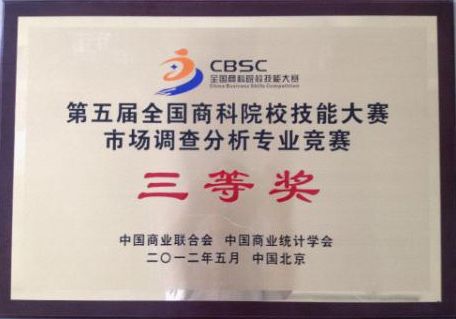 CBSC
全国商科院校技能大赛
China Business Skills Competition
第五届全国商科院校技能大赛
市场调查分析专业竞赛
三等奖
中国商业联合会 中国商业统计学会
二〇一二年五月 中国北京